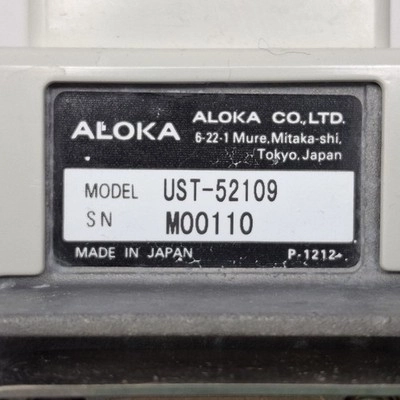 ALOKA
ALOKA CO.,LTD.
6-22-1 Mure, Mitaka-shi,
Tokyo, Japan
MODEL UST-52109
SN M00110
MADE IN JAPAN P-1212